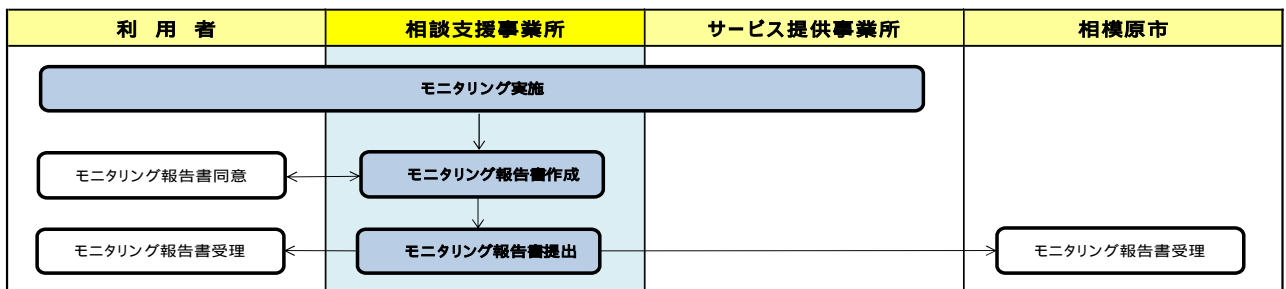 利 用 者
相談支援事業所
サービス提供事業所
相模原市
モニタリング実施
モニタリング報告書同意
モニタリング報告書作成
モニタリング報告書受理
モニタリング報告書提出
モニタリング報告書受理